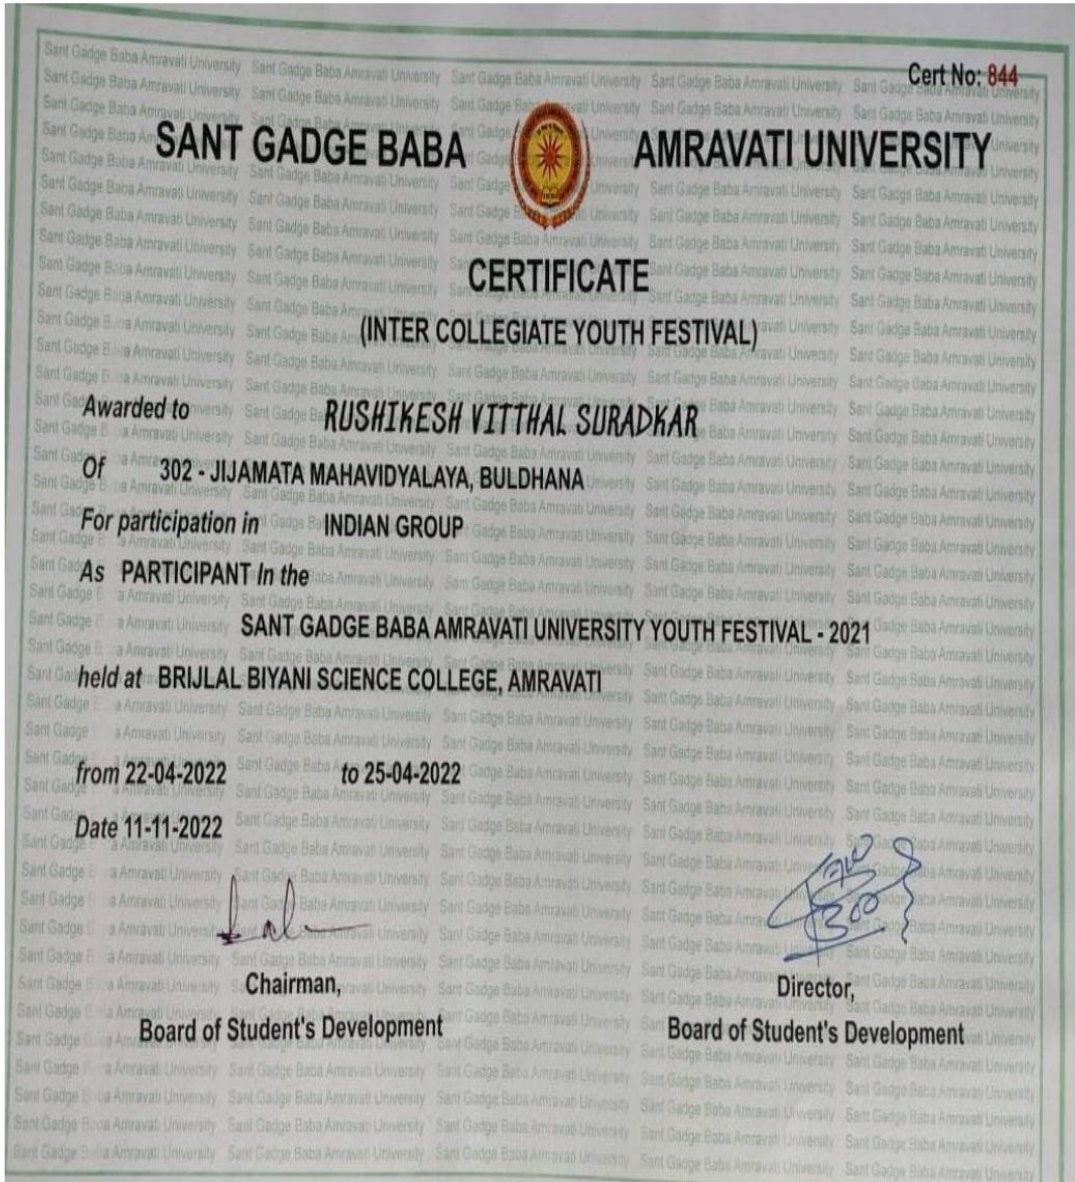 Cert No: 844
SANT GADGE BABA AMRAVATI UNIVERSITY
CERTIFICATE
(INTER COLLEGIATE YOUTH FESTIVAL)
Awarded to RUSHIKESH VITTHAL SURADKAR
Of 302 - JIJAMATA MAHAVIDYALAYA, BULDHANA
For participation in INDIAN GROUP
As PARTICIPANT In the
SANT GADGE BABA AMRAVATI UNIVERSITY YOUTH FESTIVAL - 2021
held at BRIJLAL BIYANI SCIENCE COLLEGE, AMRAVATI
from 22-04-2022 to 25-04-2022
Date 11-11-2022
Chairman, Director,
Board of Student's Development Board of Student's Development